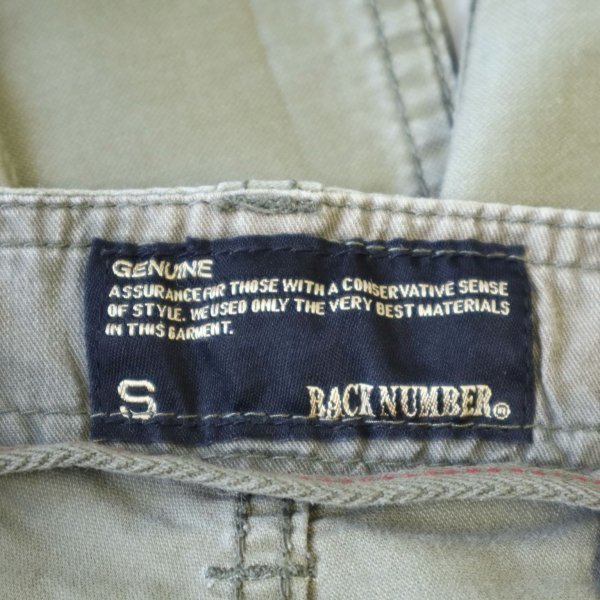 GENUINE
ASSURANCE FOR THOSE WITH A CONSERVATIVE SENSE
OF STYLE. WE USED ONLY THE VERY BEST MATERIALS
IN THIS GARMENT.
S
BACK NUMBER